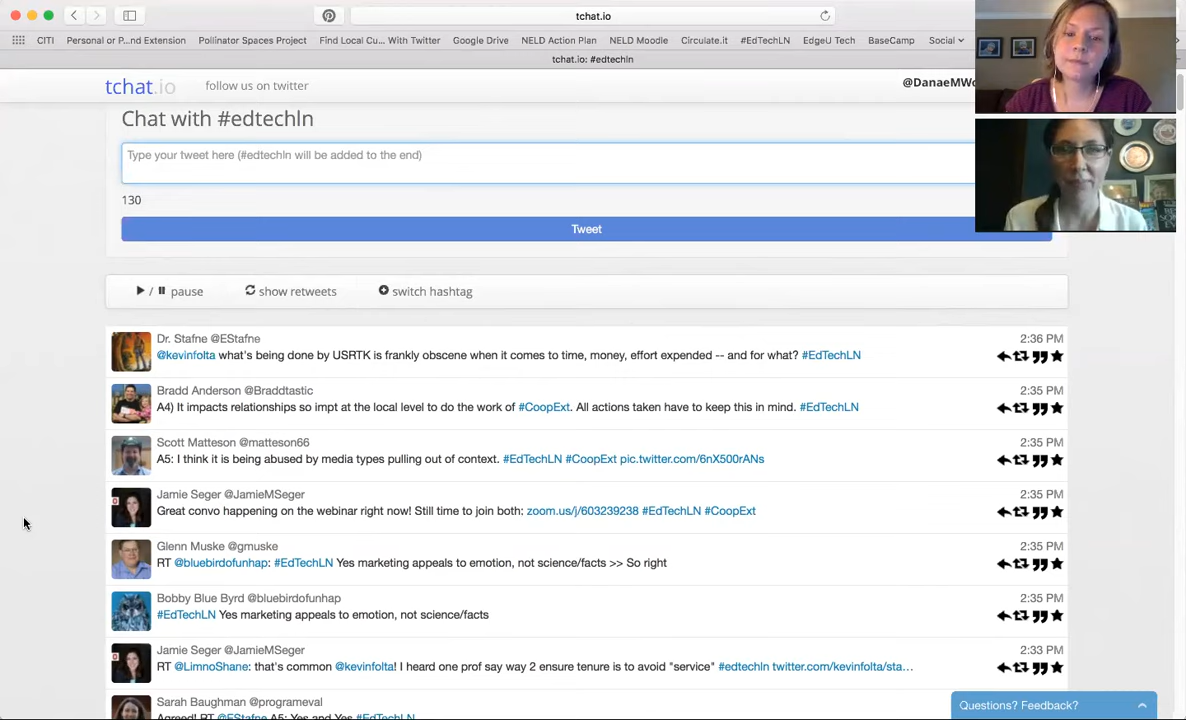 tchat.io
CITI Personal or P...nd Extension Pollinator Spaces Project Find Local Cu... With Twitter Google Drive NELD Action Plan NELD Moodle Circulate.it #EdTechLN EdgeU Tech BaseCamp Social
tchat.io: #edtechln
tchat.io follow us on twitter
Chat with #edtechln
Type your tweet here (#edtechln will be added to the end)
130
Tweet
/ pause show retweets switch hashtag
Dr. Stafne @EStafne 2:36 PM
@kevinfolta what's being done by USRTK is frankly obscene when it comes to time, money, effort expended -- and for what? #EdTechLN
Bradd Anderson @Braddtastic 2:35 PM
A4) It impacts relationships so impt at the local level to do the work of #CoopExt. All actions taken have to keep this in mind. #EdTechLN
Scott Matteson @matteson66 2:35 PM
A5: I think it is being abused by media types pulling out of context. #EdTechLN #CoopExt pic.twitter.com/6nX500rANs
Jamie Seger @JamieMSeger 2:35 PM
Great convo happening on the webinar right now! Still time to join both: zoom.us/j/603239238 #EdTechLN #CoopExt
Glenn Muske @gmuske 2:35 PM
RT @bluebirdofunhap: #EdTechLN Yes marketing appeals to emotion, not science/facts >> So right
Bobby Blue Byrd @bluebirdofunhap 2:35 PM
#EdTechLN Yes marketing appeals to emotion, not science/facts
Jamie Seger @JamieMSeger 2:33 PM
RT @LimnoShane: that's common @kevinfolta! I heard one prof say way 2 ensure tenure is to avoid "service" #edtechln twitter.com/kevinfolta/sta…
Sarah Baughman @programeval
Agreed! RT @EStafne A5: Yes and Yes #EdTechLN
Questions? Feedback?